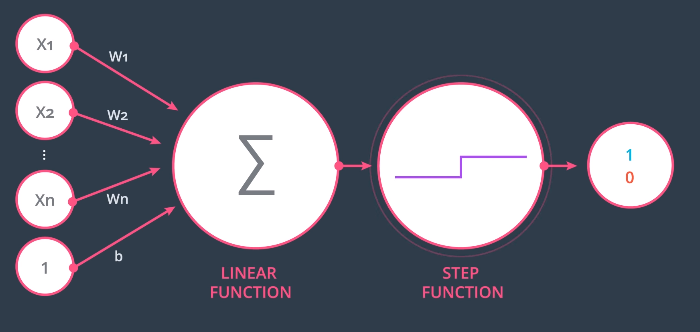 X1
W1
X2
W2
⋮
Xn
Wn
1
b
∑
LINEAR
FUNCTION
STEP
FUNCTION
1
0